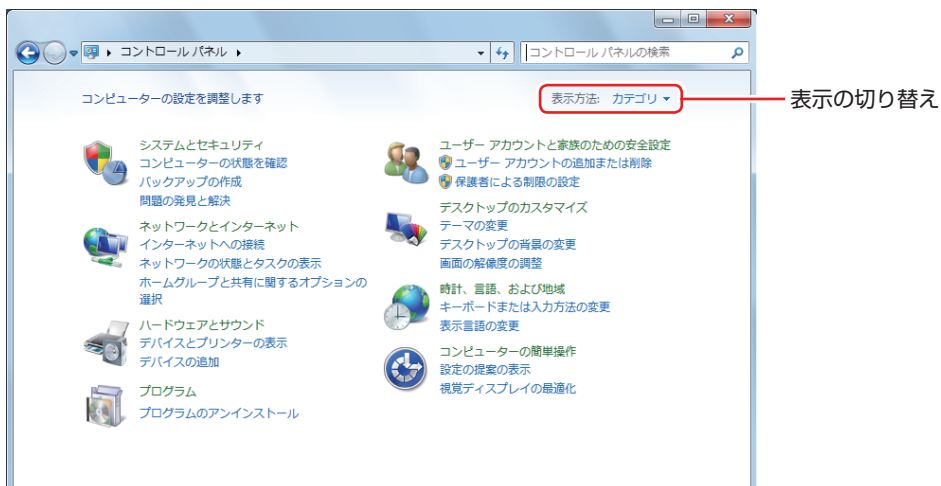 コントロール パネル
コントロール パネルの検索
コンピューターの設定を調整します
表示方法: カテゴリ
表示の切り替え
システムとセキュリティ
コンピューターの状態を確認
バックアップの作成
問題の発見と解決
ネットワークとインターネット
インターネットへの接続
ネットワークの状態とタスクの表示
ホームグループと共有に関するオプションの
選択
ハードウェアとサウンド
デバイスとプリンターの表示
デバイスの追加
プログラム
プログラムのアンインストール
ユーザー アカウントと家族のための安全設定
ユーザー アカウントの追加または削除
保護者による制限の設定
デスクトップのカスタマイズ
テーマの変更
デスクトップの背景の変更
画面の解像度の調整
時計、言語、および地域
キーボードまたは入力方法の変更
表示言語の変更
コンピューターの簡単操作
設定の提案の表示
視覚ディスプレイの最適化